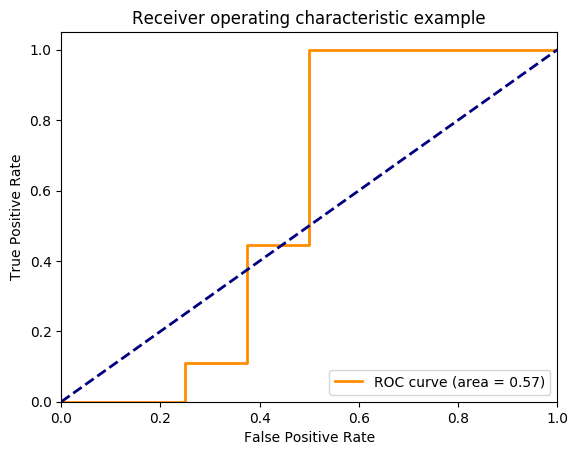 Receiver operating characteristic example
1.0
0.8
0.6
0.4
0.2
0.0
True Positive Rate
ROC curve (area = 0.57)
0.0 0.2 0.4 0.6 0.8 1.0
False Positive Rate